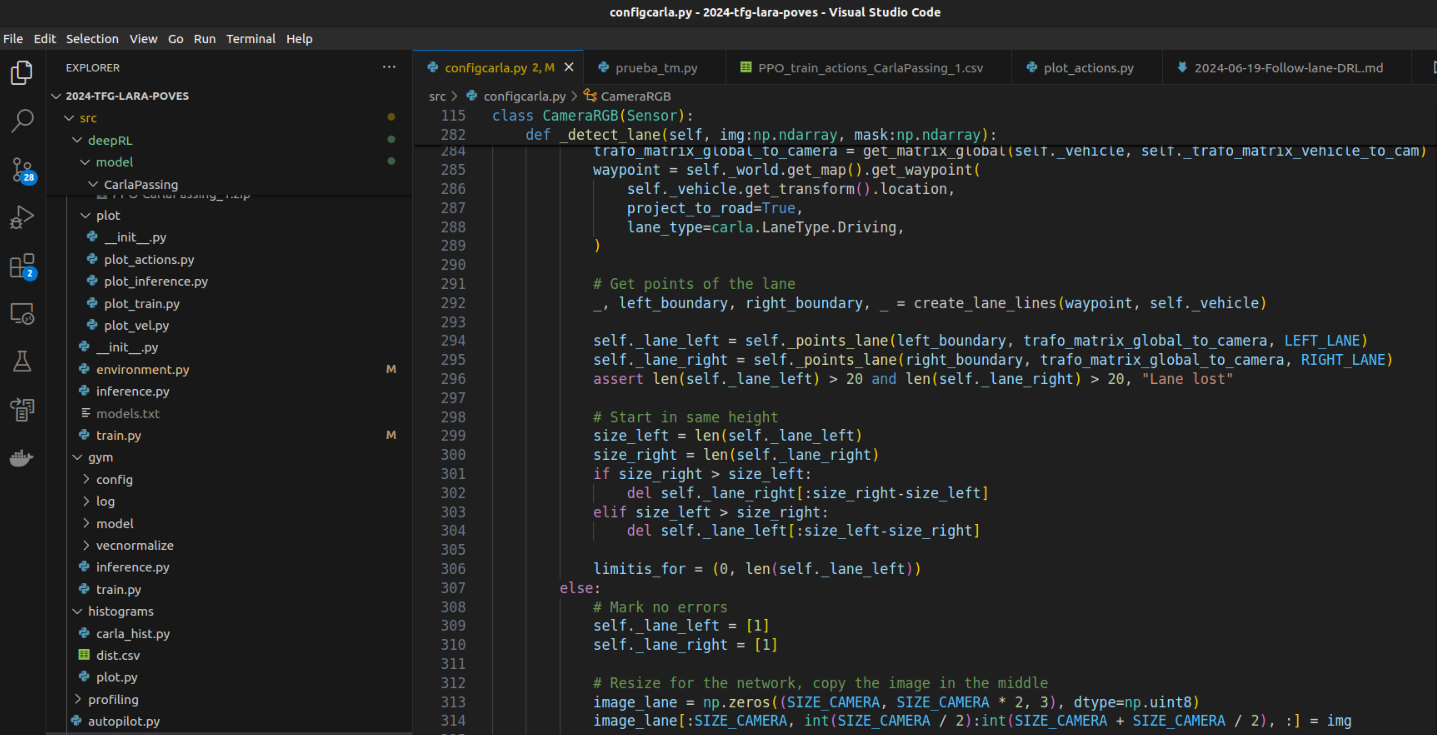 configcarla.py - 2024-tfg-lara-poves - Visual Studio Code
File Edit Selection View Go Run Terminal Help
EXPLORER ···
2024-TFG-LARA-POVES
src
deepRL
model
CarlaPassing
PPO-CarlaPassing_1.zip
plot
__init__.py
plot_actions.py
plot_inference.py
plot_train.py
plot_vel.py
__init__.py
environment.py M
inference.py
models.txt
train.py M
gym
config
log
model
vecnormalize
inference.py
train.py
histograms
carla_hist.py
dist.csv
plot.py
profiling
autopilot.py
28
2
configcarla.py 2, M prueba_tm.py PPO_train_actions_CarlaPassing_1.csv plot_actions.py 2024-06-19-Follow-lane-DRL.md
src > configcarla.py > CameraRGB
115 class CameraRGB(Sensor):
282 def _detect_lane(self, img:np.ndarray, mask:np.ndarray):
284 trafo_matrix_global_to_camera = get_matrix_global(self._vehicle, self._trafo_matrix_vehicle_to_cam)
285 waypoint = self._world.get_map().get_waypoint(
286 self._vehicle.get_transform().location,
287 project_to_road=True,
288 lane_type=carla.LaneType.Driving,
289 )
290
291 # Get points of the lane
292 _, left_boundary, right_boundary, _ = create_lane_lines(waypoint, self._vehicle)
293
294 self._lane_left = self._points_lane(left_boundary, trafo_matrix_global_to_camera, LEFT_LANE)
295 self._lane_right = self._points_lane(right_boundary, trafo_matrix_global_to_camera, RIGHT_LANE)
296 assert len(self._lane_left) > 20 and len(self._lane_right) > 20, "Lane lost"
297
298 # Start in same height
299 size_left = len(self._lane_left)
300 size_right = len(self._lane_right)
301 if size_right > size_left:
302 del self._lane_right[:size_right-size_left]
303 elif size_left > size_right:
304 del self._lane_left[:size_left-size_right]
305
306 limitis_for = (0, len(self._lane_left))
307 else:
308 # Mark no errors
309 self._lane_left = [1]
310 self._lane_right = [1]
311
312 # Resize for the network, copy the image in the middle
313 image_lane = np.zeros((SIZE_CAMERA, SIZE_CAMERA * 2, 3), dtype=np.uint8)
314 image_lane[:SIZE_CAMERA, int(SIZE_CAMERA / 2):int(SIZE_CAMERA + SIZE_CAMERA / 2), :] = img